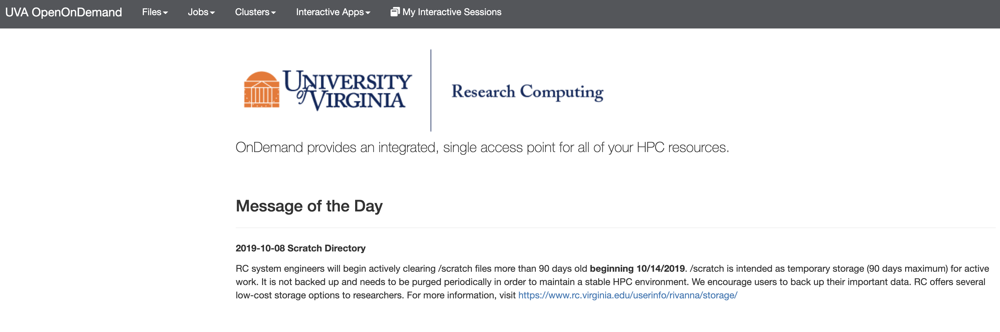 UVA OpenOnDemand Files Jobs Clusters Interactive Apps My Interactive Sessions
UNIVERSITY
of VIRGINIA
Research Computing
OnDemand provides an integrated, single access point for all of your HPC resources.
Message of the Day
2019-10-08 Scratch Directory
RC system engineers will begin actively clearing /scratch files more than 90 days old beginning 10/14/2019. /scratch is intended as temporary storage (90 days maximum) for active
work. It is not backed up and needs to be purged periodically in order to maintain a stable HPC environment. We encourage users to back up their important data. RC offers several
low-cost storage options to researchers. For more information, visit https://www.rc.virginia.edu/userinfo/rivanna/storage/